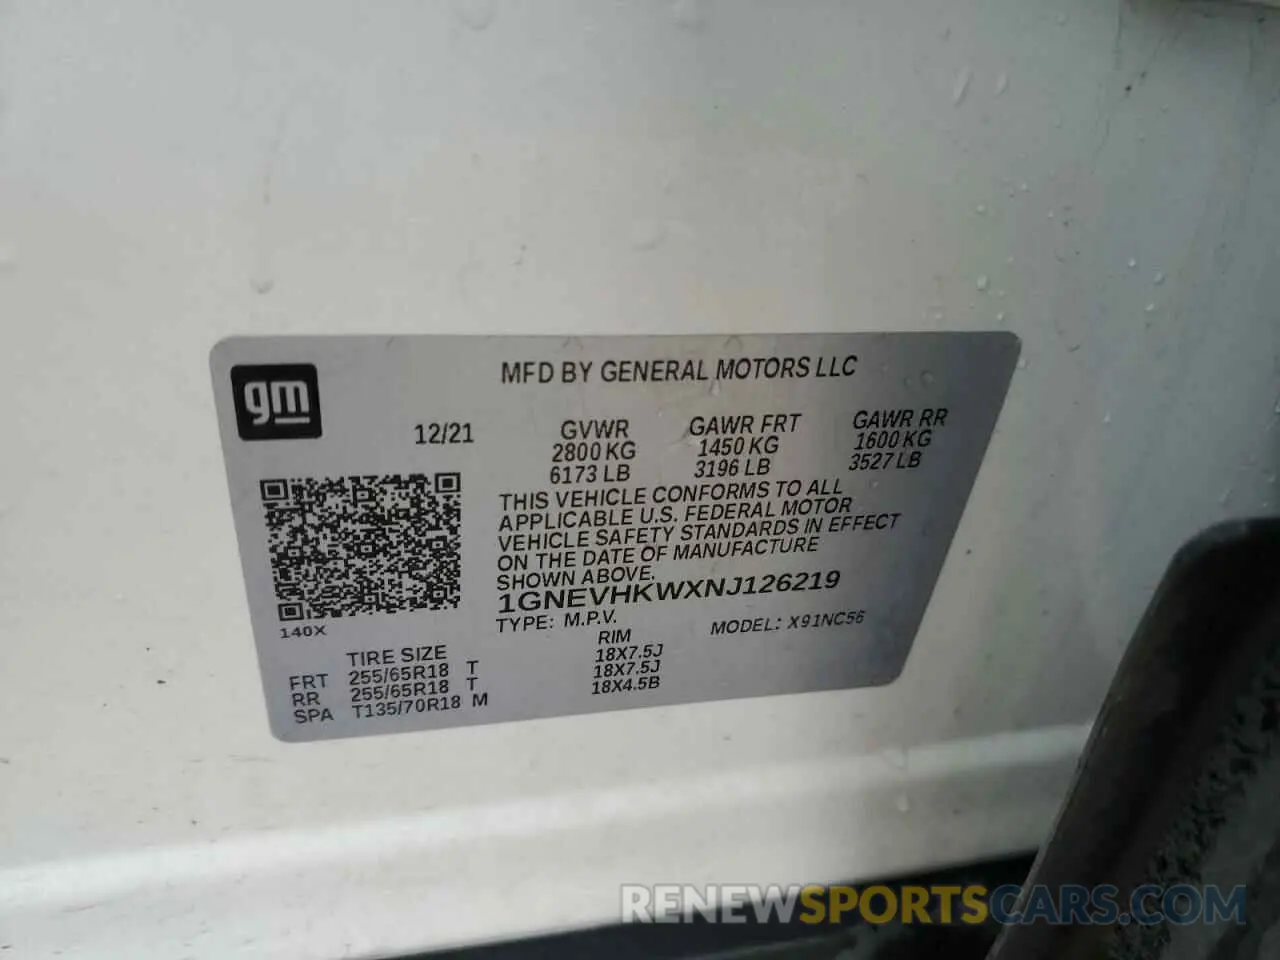 gm
MFD BY GENERAL MOTORS LLC
12/21
GVWR GAWR FRT GAWR RR
2800 KG 1450 KG 1600 KG
6173 LB 3196 LB 3527 LB
THIS VEHICLE CONFORMS TO ALL
APPLICABLE U.S. FEDERAL MOTOR
VEHICLE SAFETY STANDARDS IN EFFECT
ON THE DATE OF MANUFACTURE
SHOWN ABOVE.
1GNEVHKWXNJ126219
140X
TYPE: M.P.V. MODEL: X91NC56
TIRE SIZE RIM
FRT 255/65R18 T 18X7.5J
RR 255/65R18 T 18X7.5J
SPA T135/70R18 M 18X4.5B
RENEWSPORTSCARS.COM